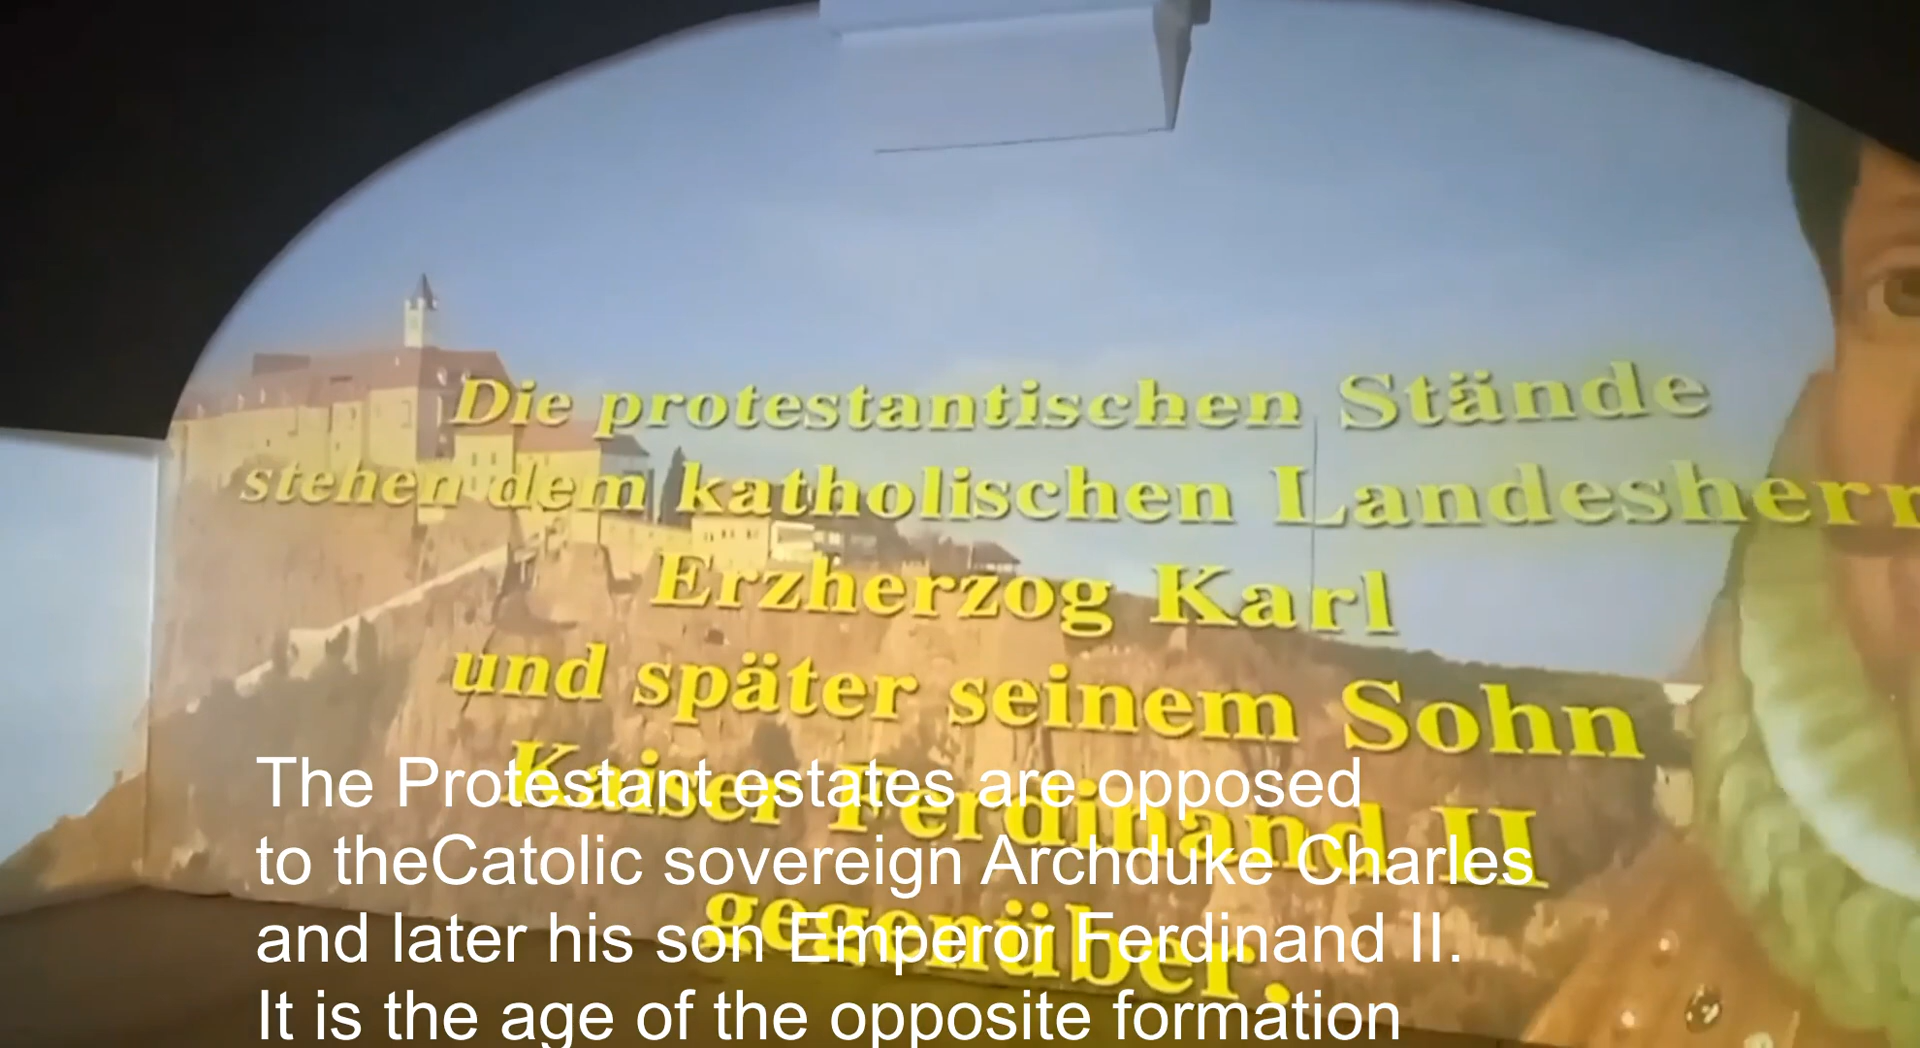 Die protestantischen Stände
stehen dem katholischen Landesherr
Erzherzog Karl
und später seinem Sohn
Kaiser Ferdinand II
gegenüber.
The Protestant estates are opposed
to theCatolic sovereign Archduke Charles
and later his son Emperor Ferdinand II.
It is the age of the opposite formation